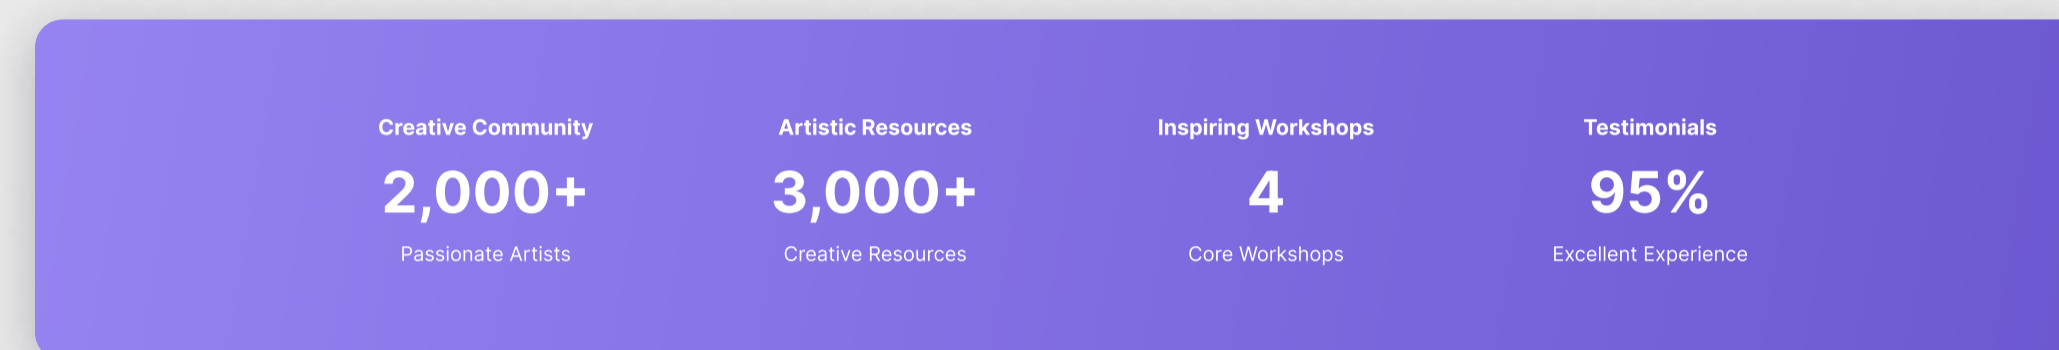 Creative Community
2,000+
Passionate Artists
Artistic Resources
3,000+
Creative Resources
Inspiring Workshops
4
Core Workshops
Testimonials
95%
Excellent Experience